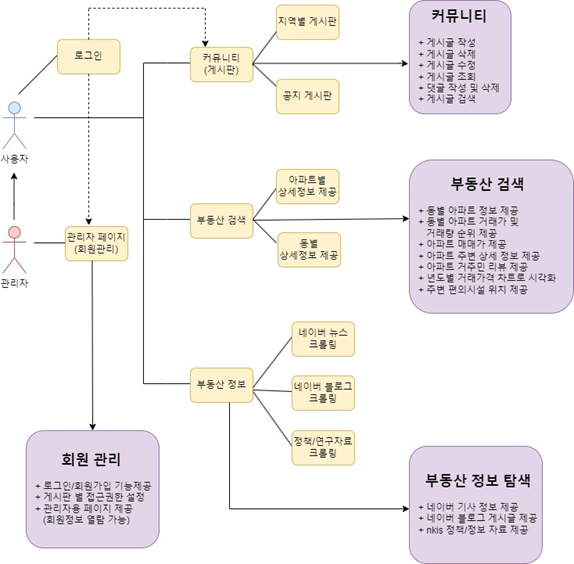 로그인
사용자
관리자
관리자 페이지
(회원관리)
커뮤니티
(게시판)
지역별 게시판
공지 게시판
부동산 검색
아파트별
상세정보 제공
동별
상세정보 제공
부동산 정보
네이버 뉴스
크롤링
네이버 블로그
크롤링
정책/연구자료
크롤링
커뮤니티
+ 게시글 작성
+ 게시글 삭제
+ 게시글 수정
+ 게시글 조회
+ 댓글 작성 및 삭제
+ 게시글 검색
부동산 검색
+ 동별 아파트 정보 제공
+ 동별 아파트 거래가 및
거래량 순위 제공
+ 아파트 매매가 제공
+ 아파트 주변 상세 정보 제공
+ 아파트 거주민 리뷰 제공
+ 년도별 거래가격 차트로 시각화
+ 주변 편의시설 위치 제공
회원 관리
+ 로그인/회원가입 기능제공
+ 게시판 별 접근권한 설정
+ 관리자용 페이지 제공
(회원정보 열람 가능)
부동산 정보 탐색
+ 네이버 기사 정보 제공
+ 네이버 블로그 게시글 제공
+ nkis 정책/정보 자료 제공